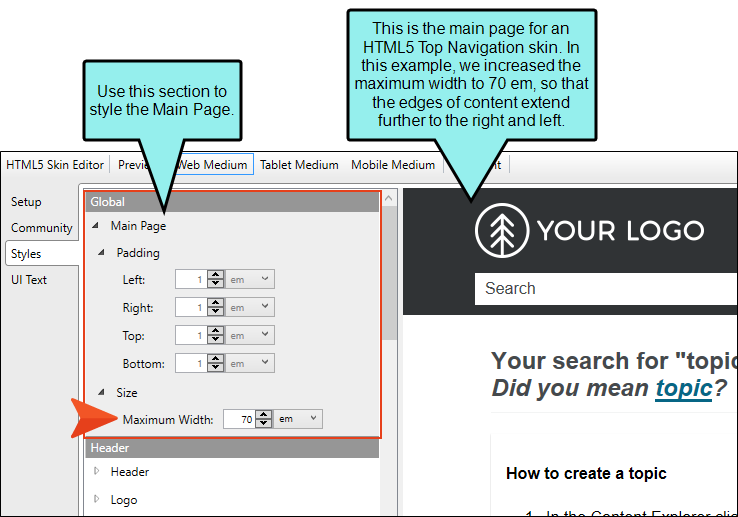 This is the main page for an
HTML5 Top Navigation skin. In
this example, we increased the
maximum width to 70 em, so that
the edges of content extend
further to the right and left.
Use this section to
style the Main Page.
HTML5 Skin Editor Web Medium Tablet Medium Mobile Medium
Setup
Community
Styles
UI Text
Global
Main Page
Padding
Left: 1 em
Right: 1 em
Top: 1 em
Bottom: 1 em
Size
Maximum Width: 70 em
Header
Header
Logo
YOUR LOGO
Search
Your search for "topic
Did you mean topic?
How to create a topic
1. In the Content Explorer